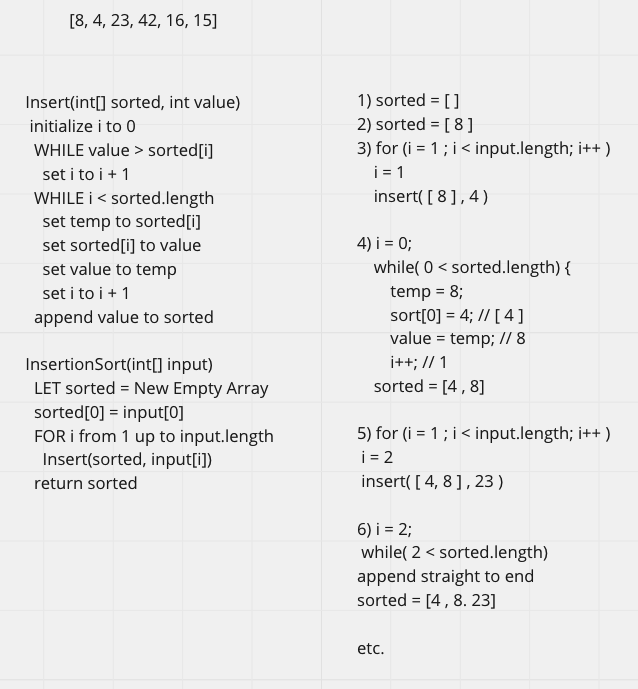 [8, 4, 23, 42, 16, 15]
Insert(int[] sorted, int value)
initialize i to 0
WHILE value > sorted[i]
set i to i + 1
WHILE i < sorted.length
set temp to sorted[i]
set sorted[i] to value
set value to temp
set i to i + 1
append value to sorted
InsertionSort(int[] input)
LET sorted = New Empty Array
sorted[0] = input[0]
FOR i from 1 up to input.length
Insert(sorted, input[i])
return sorted
1) sorted = [ ]
2) sorted = [ 8 ]
3) for (i = 1 ; i < input.length; i++ )
i = 1
insert( [ 8 ] , 4 )
4) i = 0;
while( 0 < sorted.length) {
temp = 8;
sort[0] = 4; // [ 4 ]
value = temp; // 8
i++; // 1
sorted = [4 , 8]
5) for (i = 1 ; i < input.length; i++ )
i = 2
insert( [ 4, 8 ] , 23 )
6) i = 2;
while( 2 < sorted.length)
append straight to end
sorted = [4 , 8. 23]
etc.